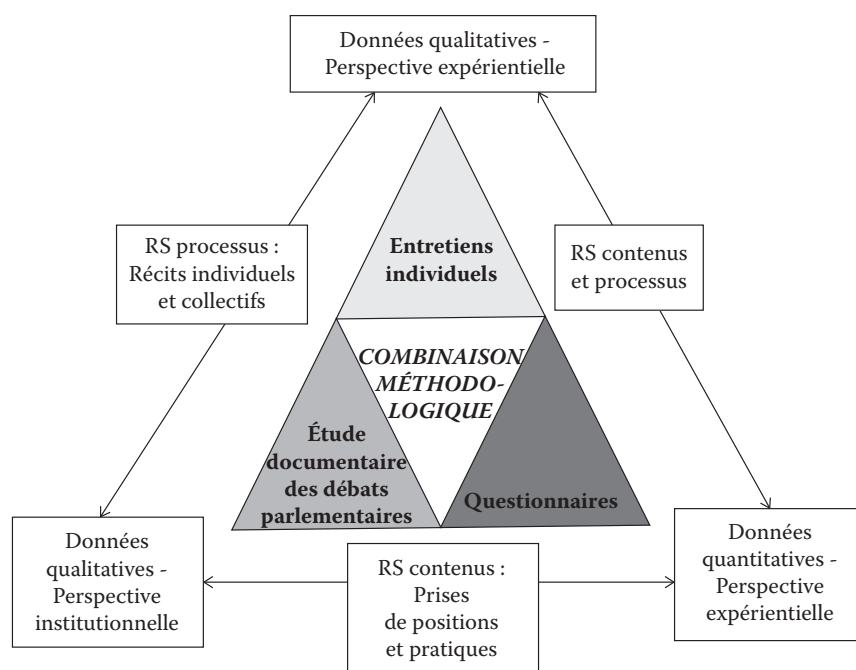 Données qualitatives -
Perspective expérientielle
RS processus :
Récits individuels
et collectifs
Entretiens
individuels
RS contenus
et processus
COMBINAISON
MÉTHODO-
LOGIQUE
Étude
documentaire
des débats
parlementaires
Questionnaires
Données
qualitatives -
Perspective
institutionnelle
RS contenus :
Prises
de positions
et pratiques
Données
quantitatives -
Perspective
expérientielle